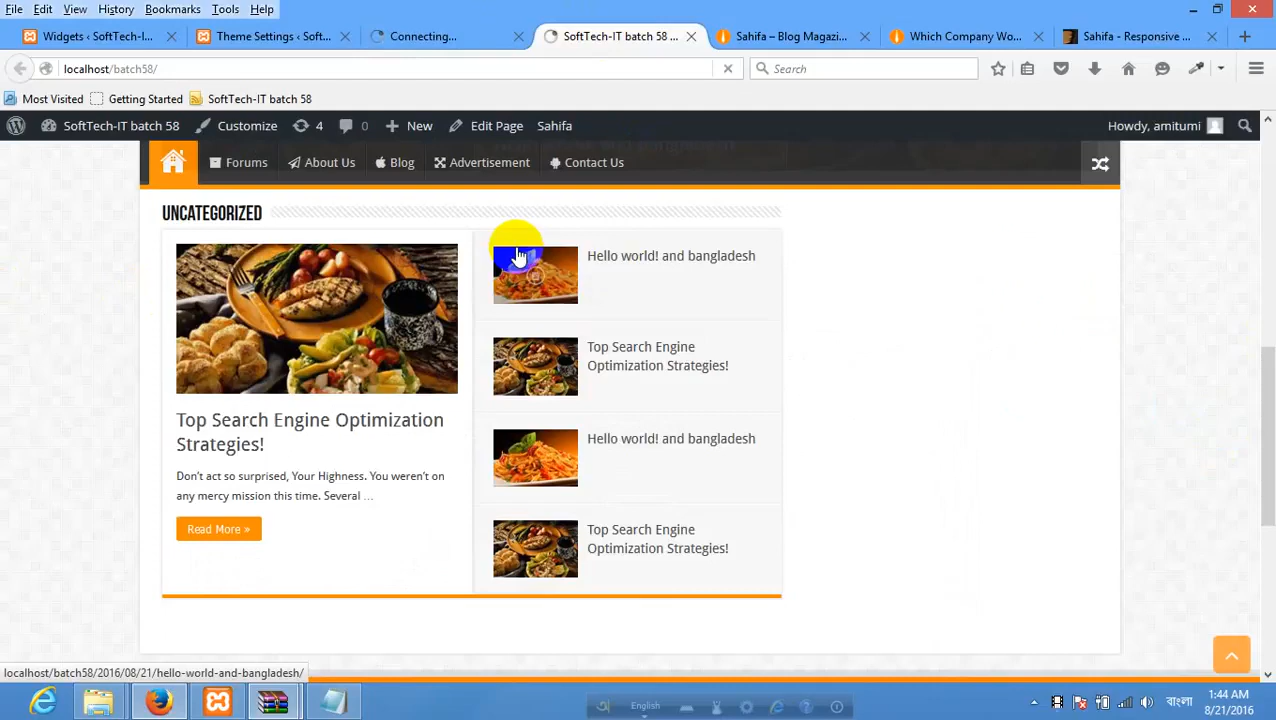 File Edit View History Bookmarks Tools Help
Widgets ‹ SoftTech-I... Theme Settings ‹ Soft... Connecting... SoftTech-IT batch 58 ... Sahifa – Blog Magazi... Which Company Wo... Sahifa - Responsive ...
localhost/batch58/ Search
Most Visited Getting Started SoftTech-IT batch 58
SoftTech-IT batch 58 Customize 4 0 New Edit Page Sahifa Howdy, amitumi
Forums About Us Blog Advertisement Contact Us
UNCATEGORIZED
Hello world! and bangladesh
Top Search Engine
Optimization Strategies!
Hello world! and bangladesh
Top Search Engine
Optimization Strategies!
Top Search Engine Optimization
Strategies!
Don't act so surprised, Your Highness. You weren't on
any mercy mission this time. Several ...
Read More »
localhost/batch58/2016/08/21/hello-world-and-bangladesh/
English
বাংলা
1:44 AM
8/21/2016